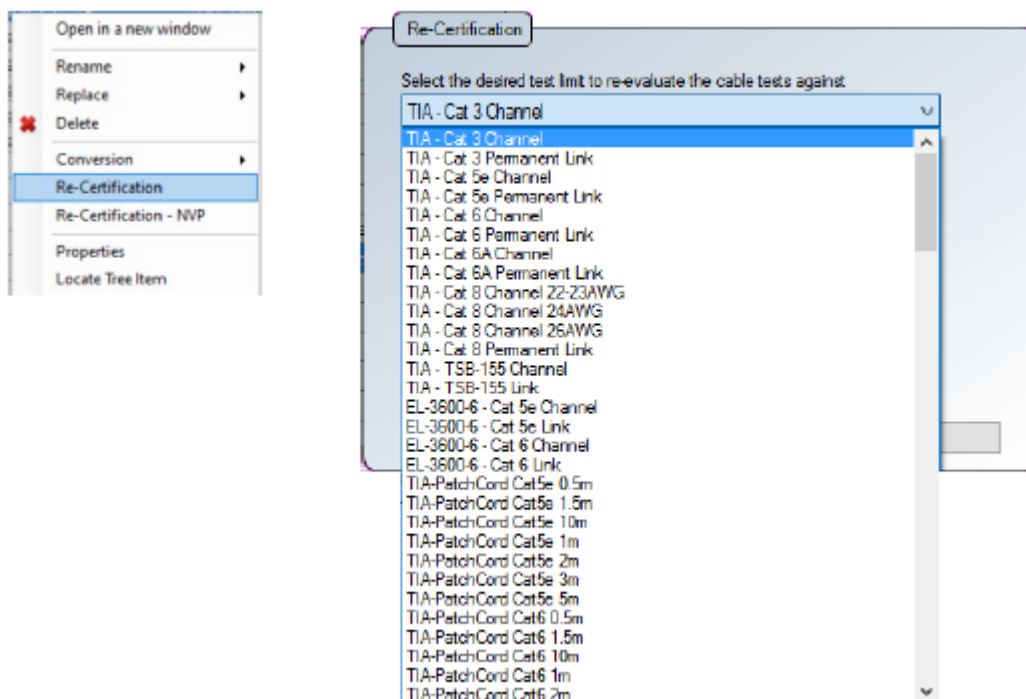 Open in a new window
Rename
Replace
Delete
Conversion
Re-Certification
Re-Certification - NVP
Properties
Locate Tree Item
Re-Certification
Select the desired test limit to re-evaluate the cable tests against
TIA - Cat 3 Channel
TIA - Cat 3 Channel
TIA - Cat 3 Permanent Link
TIA - Cat 5e Channel
TIA - Cat 5e Permanent Link
TIA - Cat 6 Channel
TIA - Cat 6 Permanent Link
TIA - Cat 6A Channel
TIA - Cat 6A Permanent Link
TIA - Cat 8 Channel 22-23AWG
TIA - Cat 8 Channel 24AWG
TIA - Cat 8 Channel 26AWG
TIA - Cat 8 Permanent Link
TIA - TSB-155 Channel
TIA - TSB-155 Link
EL-3600-6 - Cat 5e Channel
EL-3600-6 - Cat 5e Link
EL-3600-6 - Cat 6 Channel
EL-3600-6 - Cat 6 Link
TIA-PatchCord Cat5e 0.5m
TIA-PatchCord Cat5e 1.5m
TIA-PatchCord Cat5e 10m
TIA-PatchCord Cat5e 1m
TIA-PatchCord Cat5e 2m
TIA-PatchCord Cat5e 3m
TIA-PatchCord Cat5e 5m
TIA-PatchCord Cat6 0.5m
TIA-PatchCord Cat6 1.5m
TIA-PatchCord Cat6 10m
TIA-PatchCord Cat6 1m
TIA-PatchCord Cat6 2m